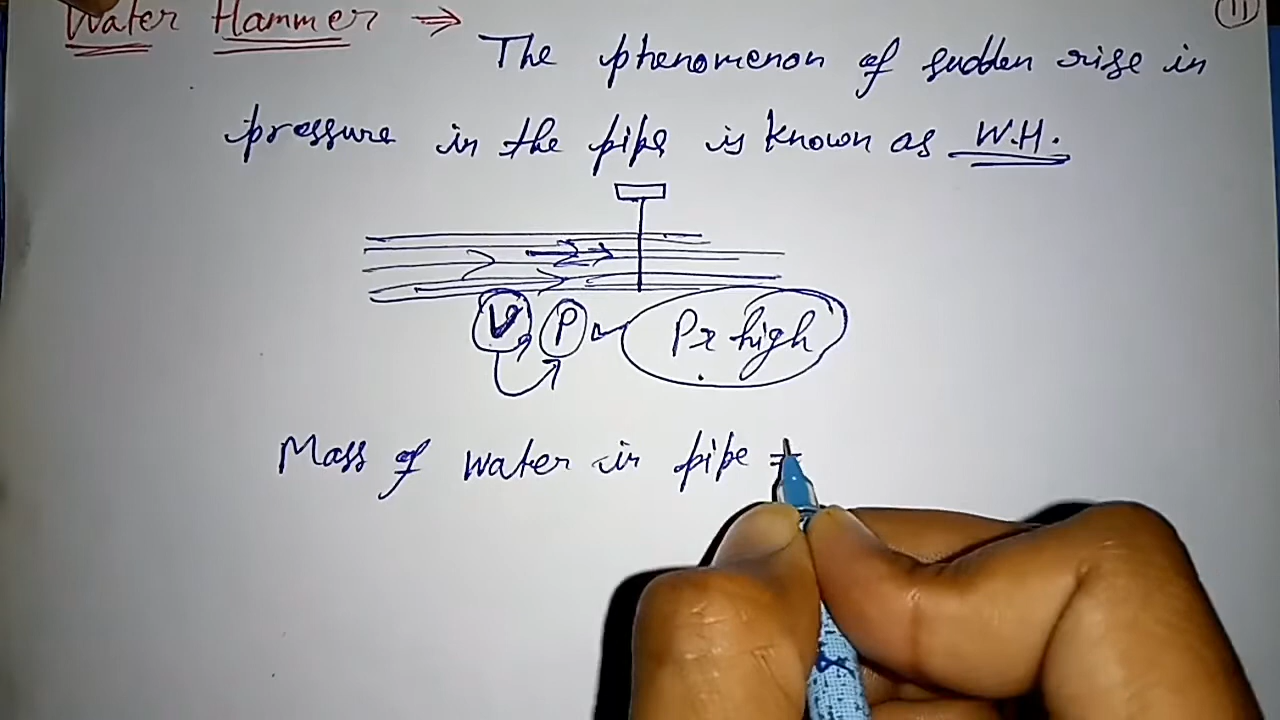 Water Hammer ⇒
11
The phenomenon of sudden rise in
pressure in the pipe is known as W.H.
V P Pr high
Mass of water in pipe =